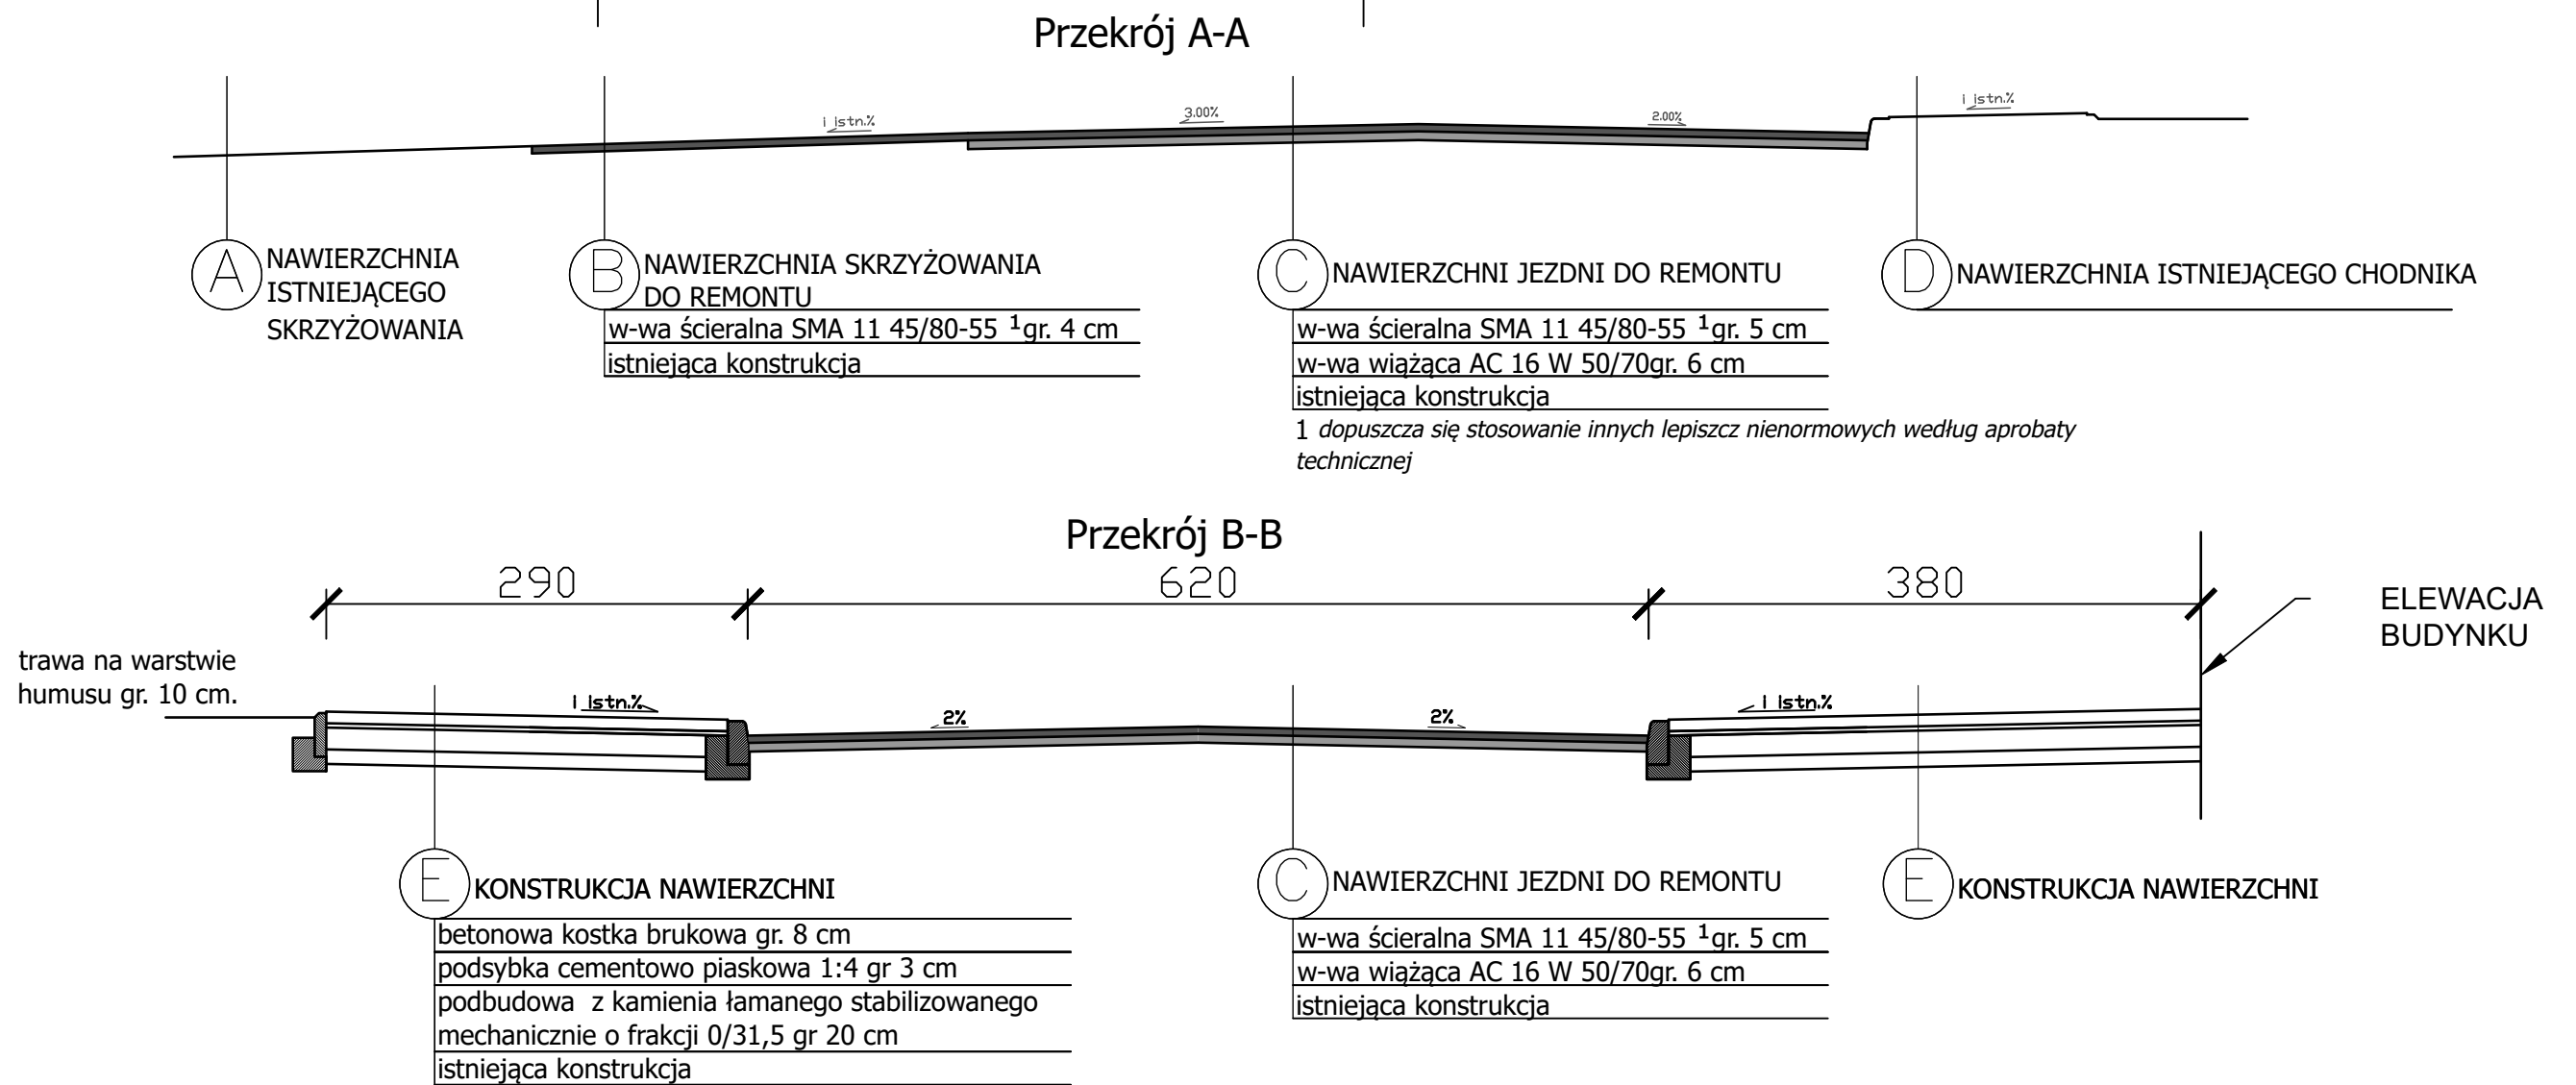 Przekrój A-A
i istn.%
3.00%
2.00%
i istn.%
A
NAWIERZCHNIA
ISTNIEJĄCEGO
SKRZYŻOWANIA
B
NAWIERZCHNIA SKRZYŻOWANIA
DO REMONTU
w-wa ścieralna SMA 11 45/80-55 ¹gr. 4 cm
istniejąca konstrukcja
C
NAWIERZCHNI JEZDNI DO REMONTU
w-wa ścieralna SMA 11 45/80-55 ¹gr. 5 cm
w-wa wiążąca AC 16 W 50/70gr. 6 cm
istniejąca konstrukcja
1 dopuszcza się stosowanie innych lepiszcz nienormowych według aprobaty
technicznej
D
NAWIERZCHNIA ISTNIEJĄCEGO CHODNIKA
Przekrój B-B
290
620
380
ELEWACJA
BUDYNKU
trawa na warstwie
humusu gr. 10 cm.
i istn.%
2%
2%
i istn.%
E
KONSTRUKCJA NAWIERZCHNI
betonowa kostka brukowa gr. 8 cm
podsybka cementowo piaskowa 1:4 gr 3 cm
podbudowa z kamienia łamanego stabilizowanego
mechanicznie o frakcji 0/31,5 gr 20 cm
istniejąca konstrukcja
C
NAWIERZCHNI JEZDNI DO REMONTU
w-wa ścieralna SMA 11 45/80-55 ¹gr. 5 cm
w-wa wiążąca AC 16 W 50/70gr. 6 cm
istniejąca konstrukcja
E
KONSTRUKCJA NAWIERZCHNI